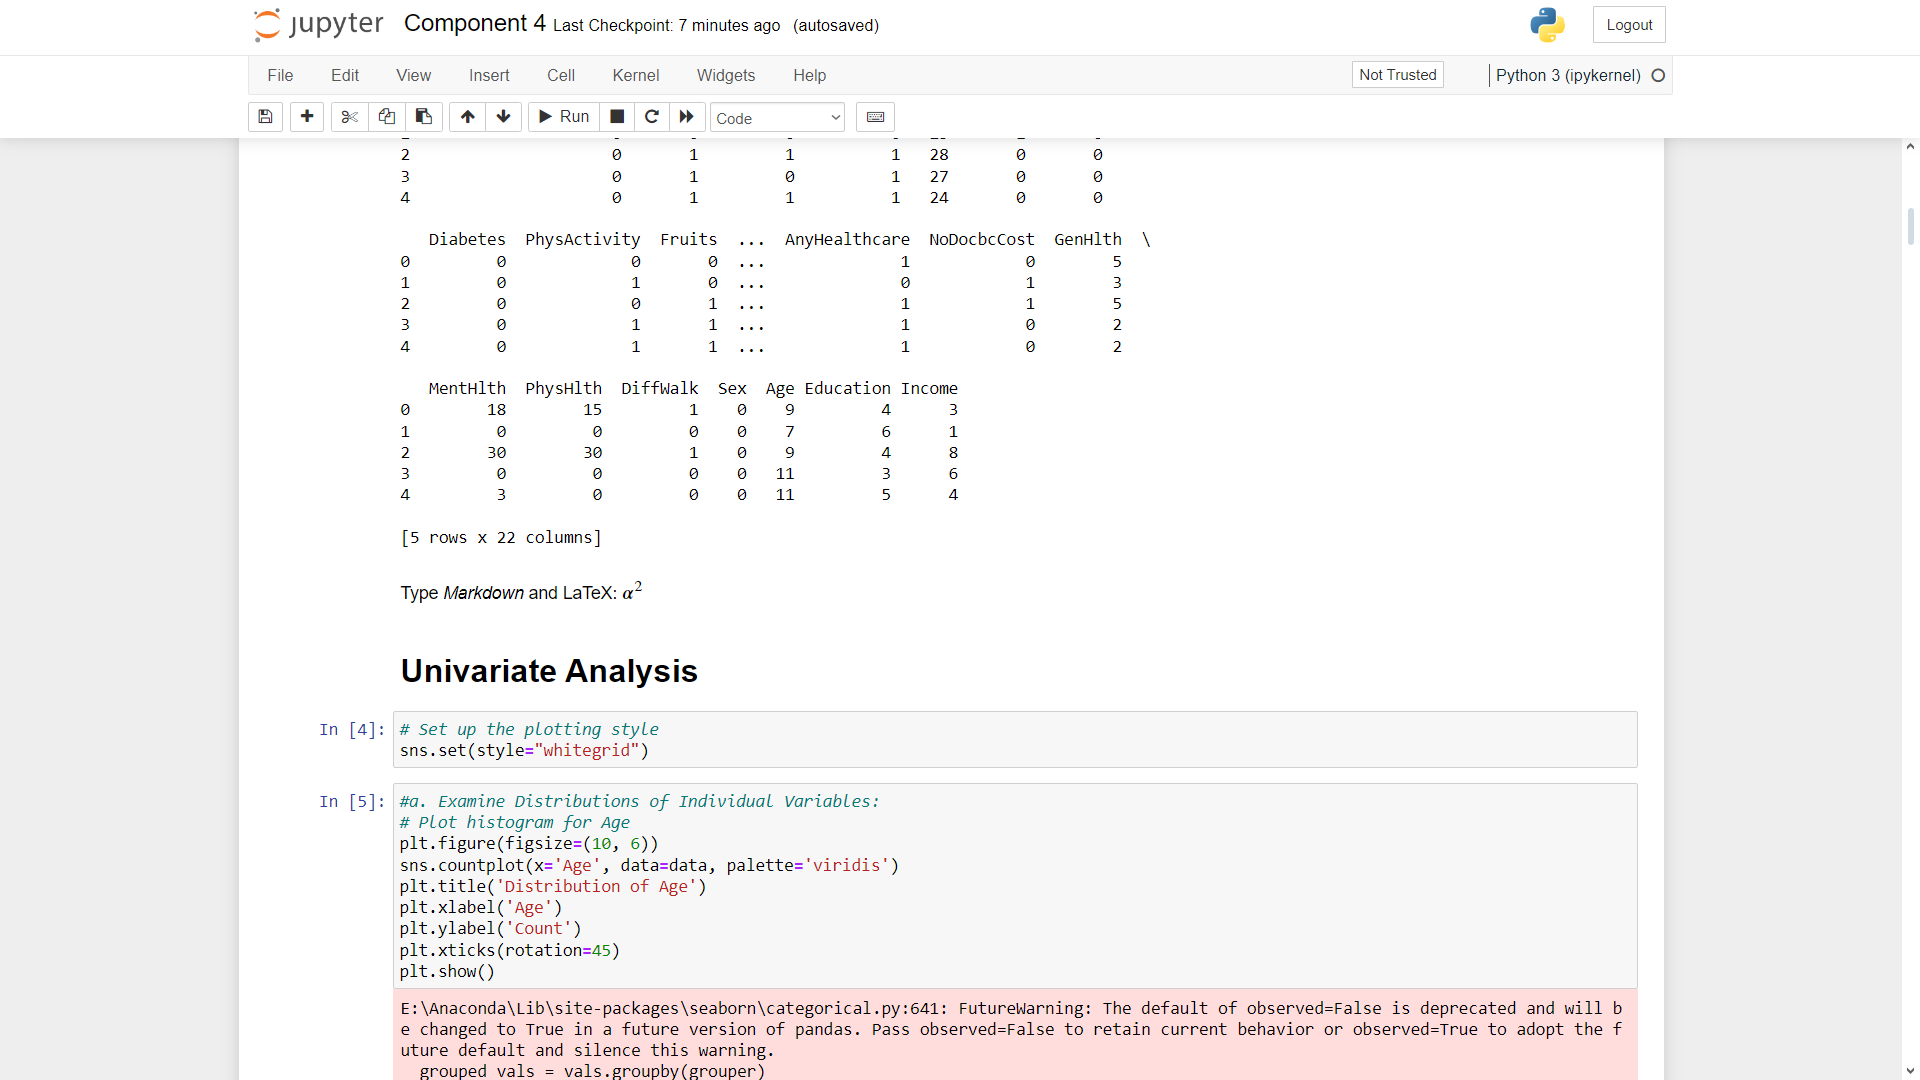 jupyter Component 4 Last Checkpoint: 7 minutes ago (autosaved) Logout
File Edit View Insert Cell Kernel Widgets Help Not Trusted Python 3 (ipykernel)
Run Code
2 0 1 1 1 28 0 0
3 0 1 0 1 27 0 0
4 0 1 1 1 24 0 0
Diabetes PhysActivity Fruits ... AnyHealthcare NoDocbcCost GenHlth \
0 0 0 0 ... 1 0 5
1 0 1 0 ... 0 1 3
2 0 0 1 ... 1 1 5
3 0 1 1 ... 1 0 2
4 0 1 1 ... 1 0 2
MentHlth PhysHlth DiffWalk Sex Age Education Income
0 18 15 1 0 9 4 3
1 0 0 0 0 7 6 1
2 30 30 1 0 9 4 8
3 0 0 0 0 11 3 6
4 3 0 0 0 11 5 4
[5 rows x 22 columns]
Type Markdown and LaTeX: α²
Univariate Analysis
In [4]: # Set up the plotting style
sns.set(style="whitegrid")
In [5]: #a. Examine Distributions of Individual Variables:
# Plot histogram for Age
plt.figure(figsize=(10, 6))
sns.countplot(x='Age', data=data, palette='viridis')
plt.title('Distribution of Age')
plt.xlabel('Age')
plt.ylabel('Count')
plt.xticks(rotation=45)
plt.show()
E:\Anaconda\Lib\site-packages\seaborn\categorical.py:641: FutureWarning: The default of observed=False is deprecated and will b
e changed to True in a future version of pandas. Pass observed=False to retain current behavior or observed=True to adopt the f
uture default and silence this warning.
grouped_vals = vals.groupby(grouper)